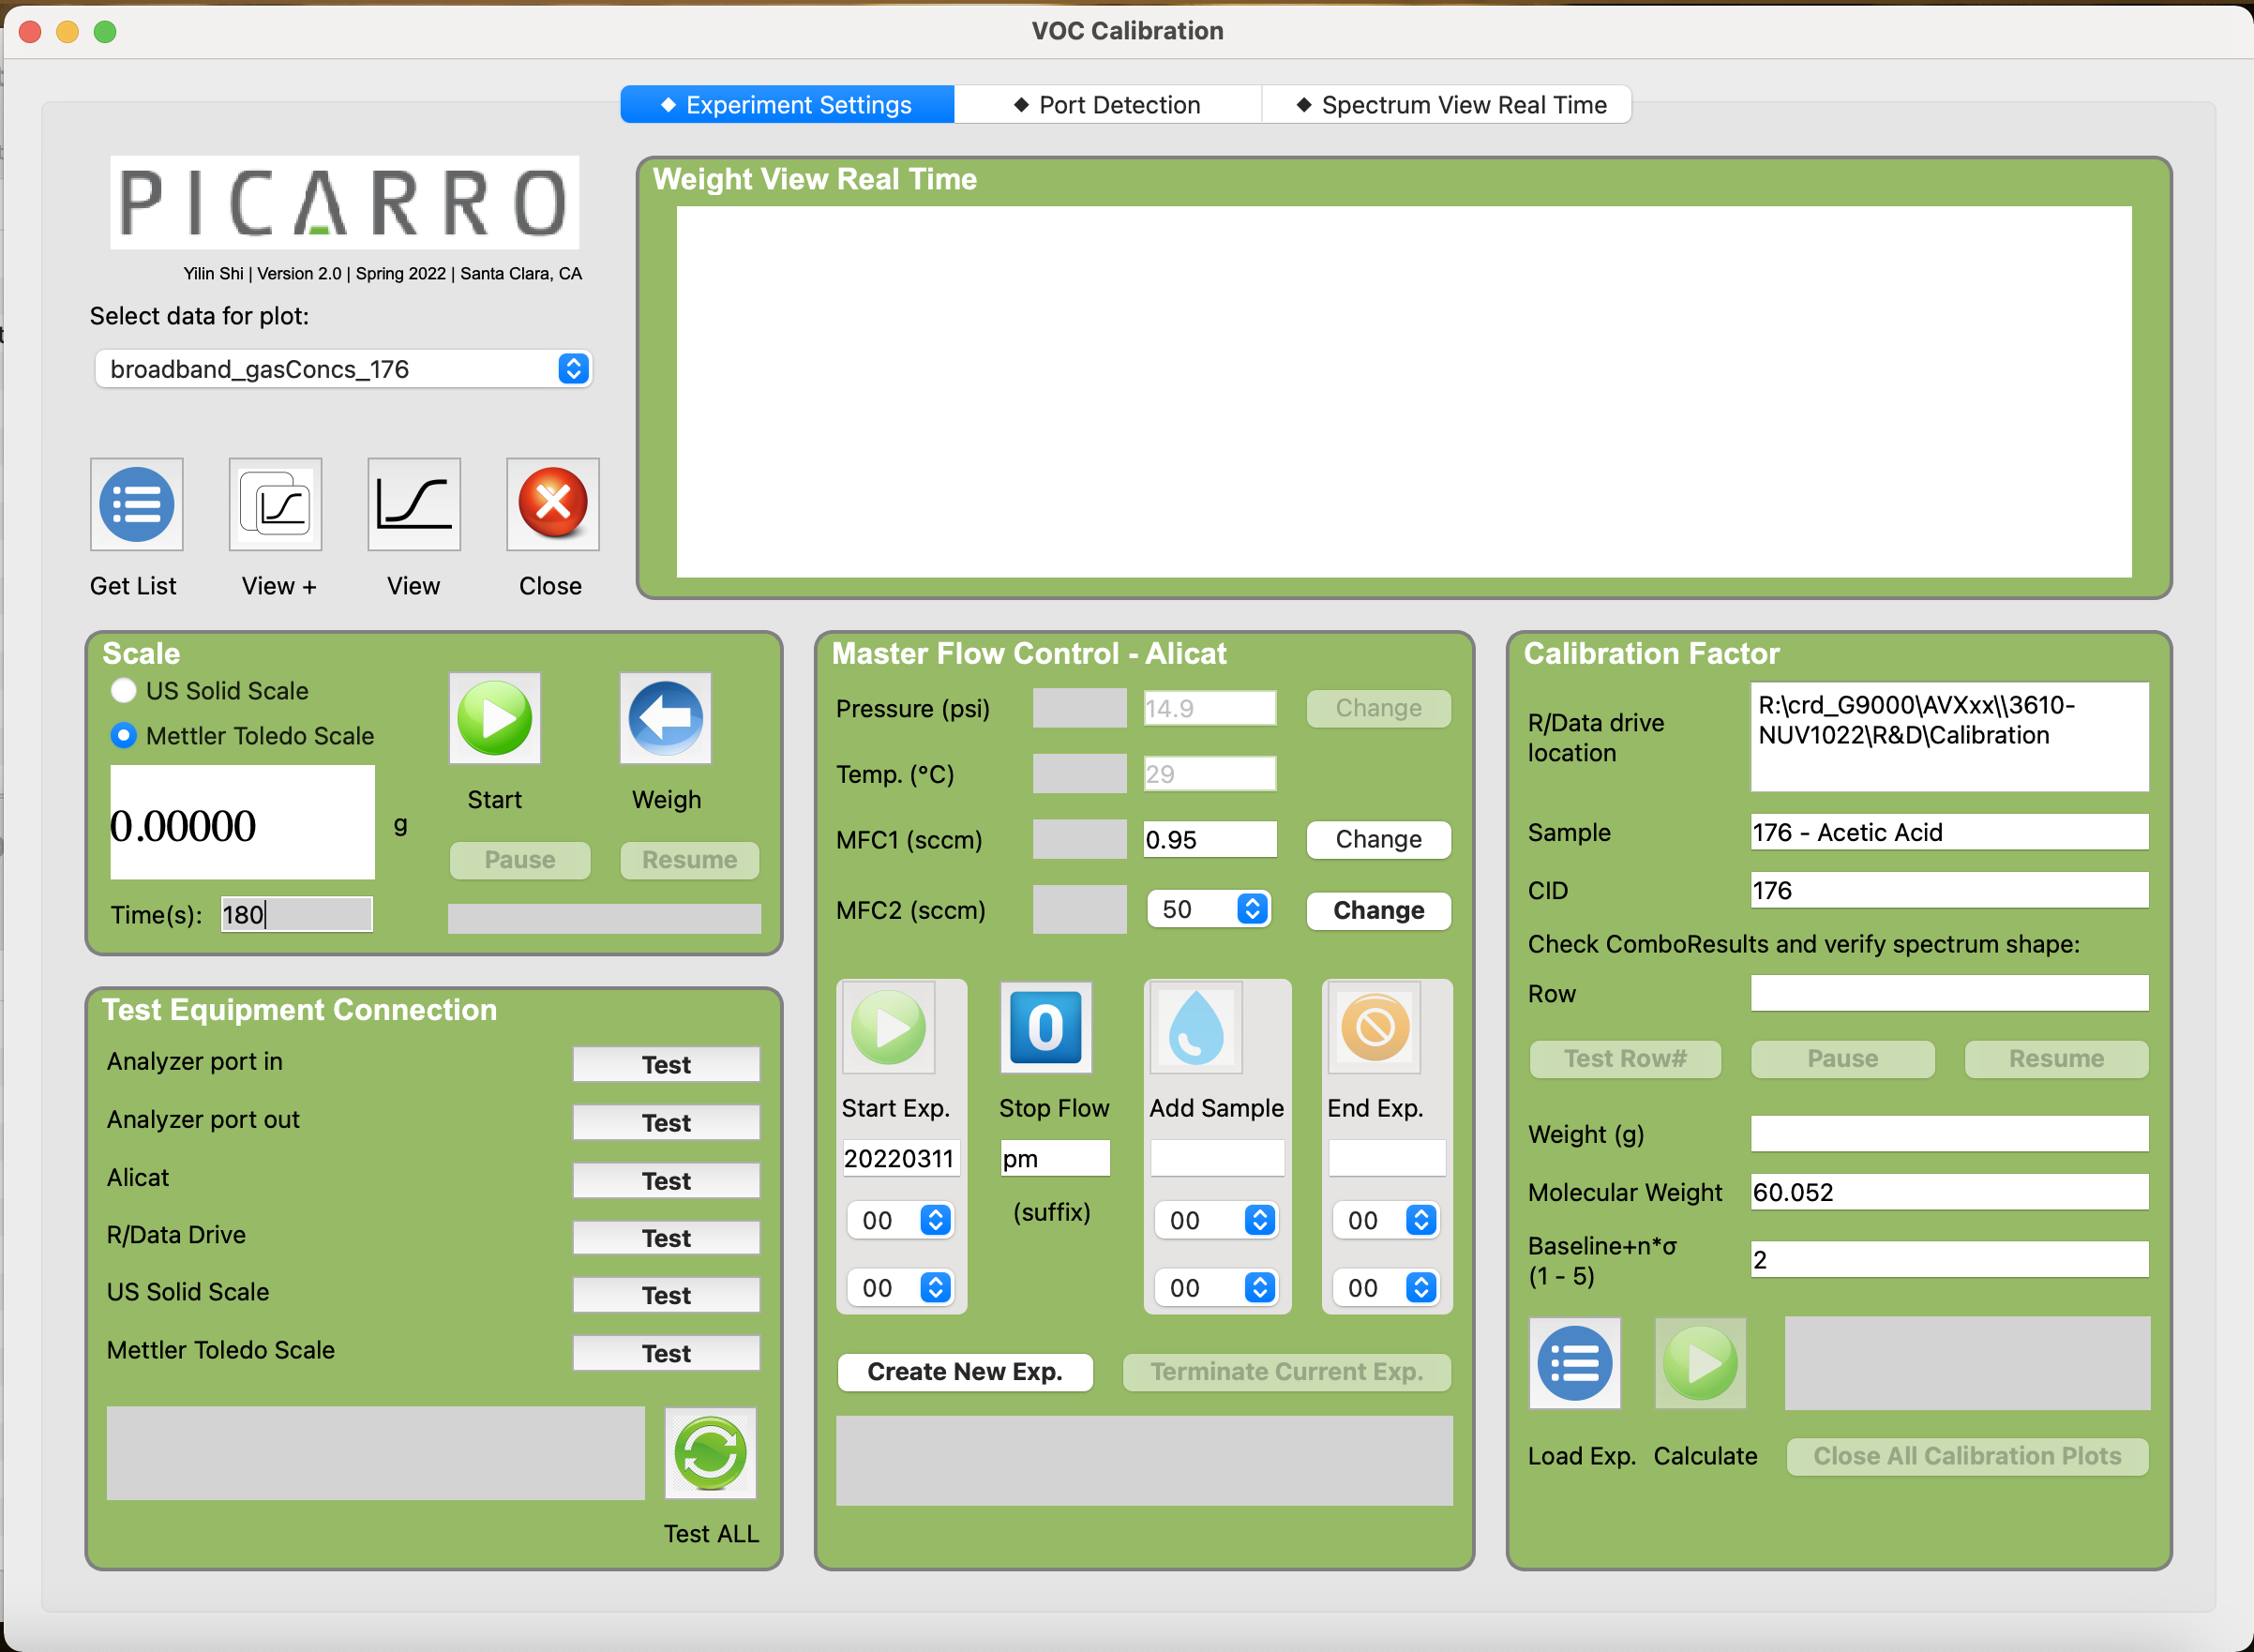 VOC Calibration
◆ Experiment Settings
◆ Port Detection
◆ Spectrum View Real Time
PICARRO
Yilin Shi | Version 2.0 | Spring 2022 | Santa Clara, CA
Select data for plot:
broadband_gasConcs_176
Get List
View +
View
Close
Weight View Real Time
Scale
US Solid Scale
Mettler Toledo Scale
0.00000
g
Start
Weigh
Pause
Resume
Time(s):
180
Test Equipment Connection
Analyzer port in
Test
Analyzer port out
Test
Alicat
Test
R/Data Drive
Test
US Solid Scale
Test
Mettler Toledo Scale
Test
Test ALL
Master Flow Control - Alicat
Pressure (psi)
14.9
Change
Temp. (°C)
29
MFC1 (sccm)
0.95
Change
MFC2 (sccm)
50
Change
0
Start Exp.
Stop Flow
Add Sample
End Exp.
20220311
pm
(suffix)
00
00
00
00
00
00
Create New Exp.
Terminate Current Exp.
Calibration Factor
R/Data drive
location
R:\crd_G9000\AVXxx\\3610-
NUV1022\R&D\Calibration
Sample
176 - Acetic Acid
CID
176
Check ComboResults and verify spectrum shape:
Row
Test Row#
Pause
Resume
Weight (g)
Molecular Weight
60.052
Baseline+n*σ
(1 - 5)
2
Load Exp.
Calculate
Close All Calibration Plots